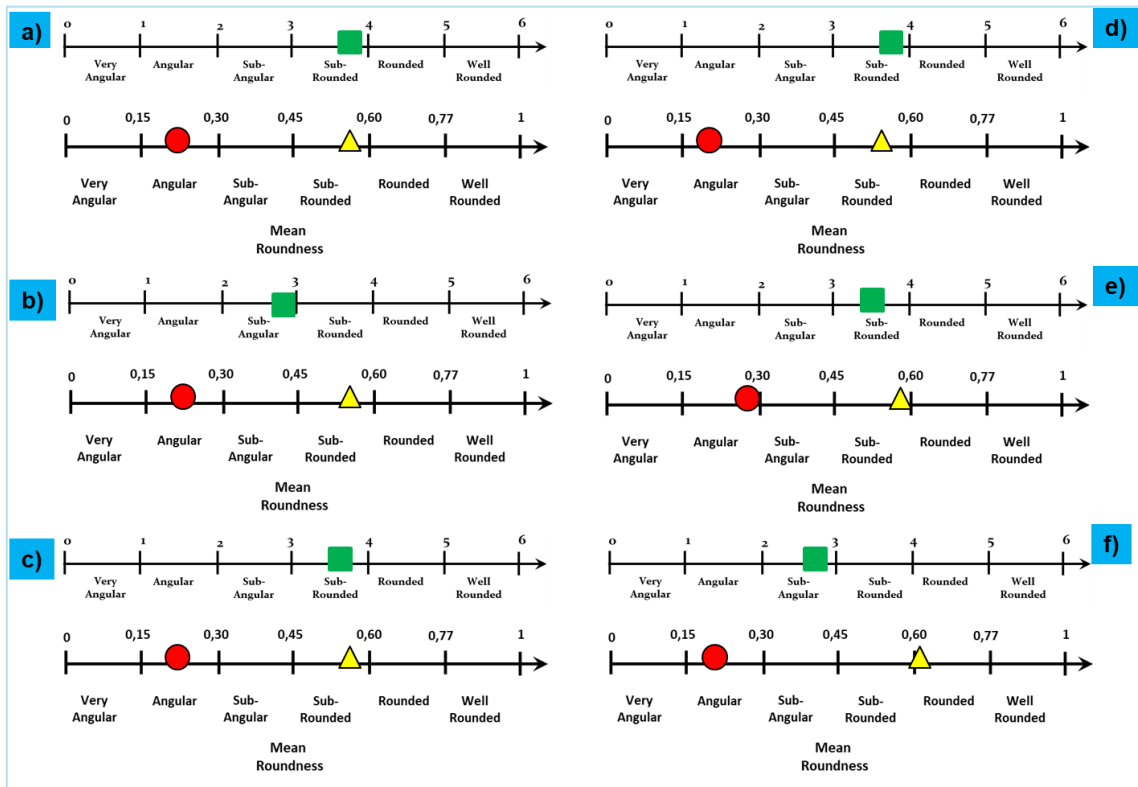 a)
0 1 2 3 4 5 6
Very Angular Sub- Sub- Rounded Well
Angular Angular Rounded Rounded
0 0,15 0,30 0,45 0,60 0,77 1
Very Angular Sub- Sub- Rounded Well
Angular Angular Rounded Rounded
Mean
Roundness
b)
0 1 2 3 4 5 6
Very Angular Sub- Sub- Rounded Well
Angular Angular Rounded Rounded
0 0,15 0,30 0,45 0,60 0,77 1
Very Angular Sub- Sub- Rounded Well
Angular Angular Rounded Rounded
Mean
Roundness
c)
0 1 2 3 4 5 6
Very Angular Sub- Sub- Rounded Well
Angular Angular Rounded Rounded
0 0,15 0,30 0,45 0,60 0,77 1
Very Angular Sub- Sub- Rounded Well
Angular Angular Rounded Rounded
Mean
Roundness
d)
0 1 2 3 4 5 6
Very Angular Sub- Sub- Rounded Well
Angular Angular Rounded Rounded
0 0,15 0,30 0,45 0,60 0,77 1
Very Angular Sub- Sub- Rounded Well
Angular Angular Rounded Rounded
Mean
Roundness
e)
0 1 2 3 4 5 6
Very Angular Sub- Sub- Rounded Well
Angular Angular Rounded Rounded
0 0,15 0,30 0,45 0,60 0,77 1
Very Angular Sub- Sub- Rounded Well
Angular Angular Rounded Rounded
Mean
Roundness
f)
0 1 2 3 4 5 6
Very Angular Sub- Sub- Rounded Well
Angular Angular Rounded Rounded
0 0,15 0,30 0,45 0,60 0,77 1
Very Angular Sub- Sub- Rounded Well
Angular Angular Rounded Rounded
Mean
Roundness